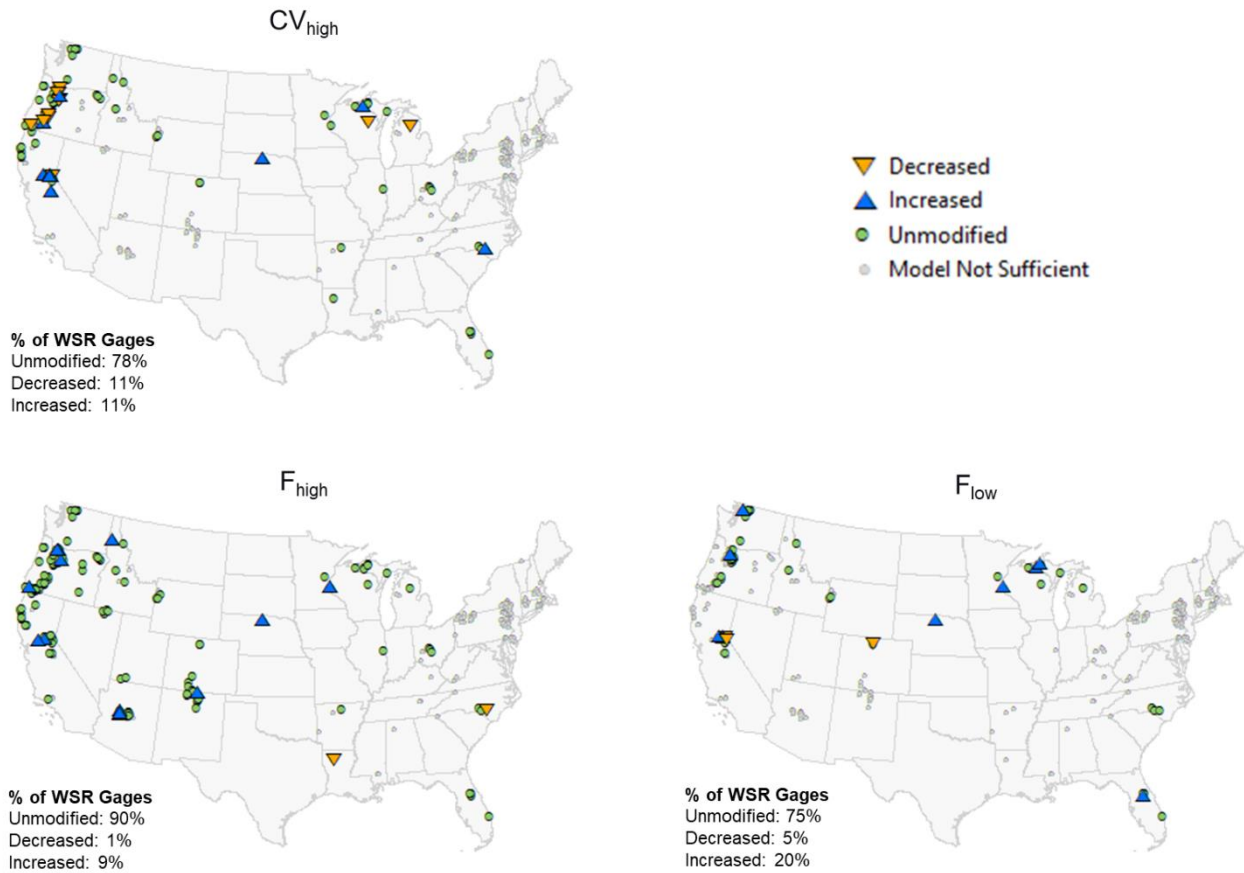 CVhigh
Decreased
Increased
Unmodified
Model Not Sufficient
% of WSR Gages
Unmodified: 78%
Decreased: 11%
Increased: 11%
Fhigh
% of WSR Gages
Unmodified: 90%
Decreased: 1%
Increased: 9%
Flow
% of WSR Gages
Unmodified: 75%
Decreased: 5%
Increased: 20%